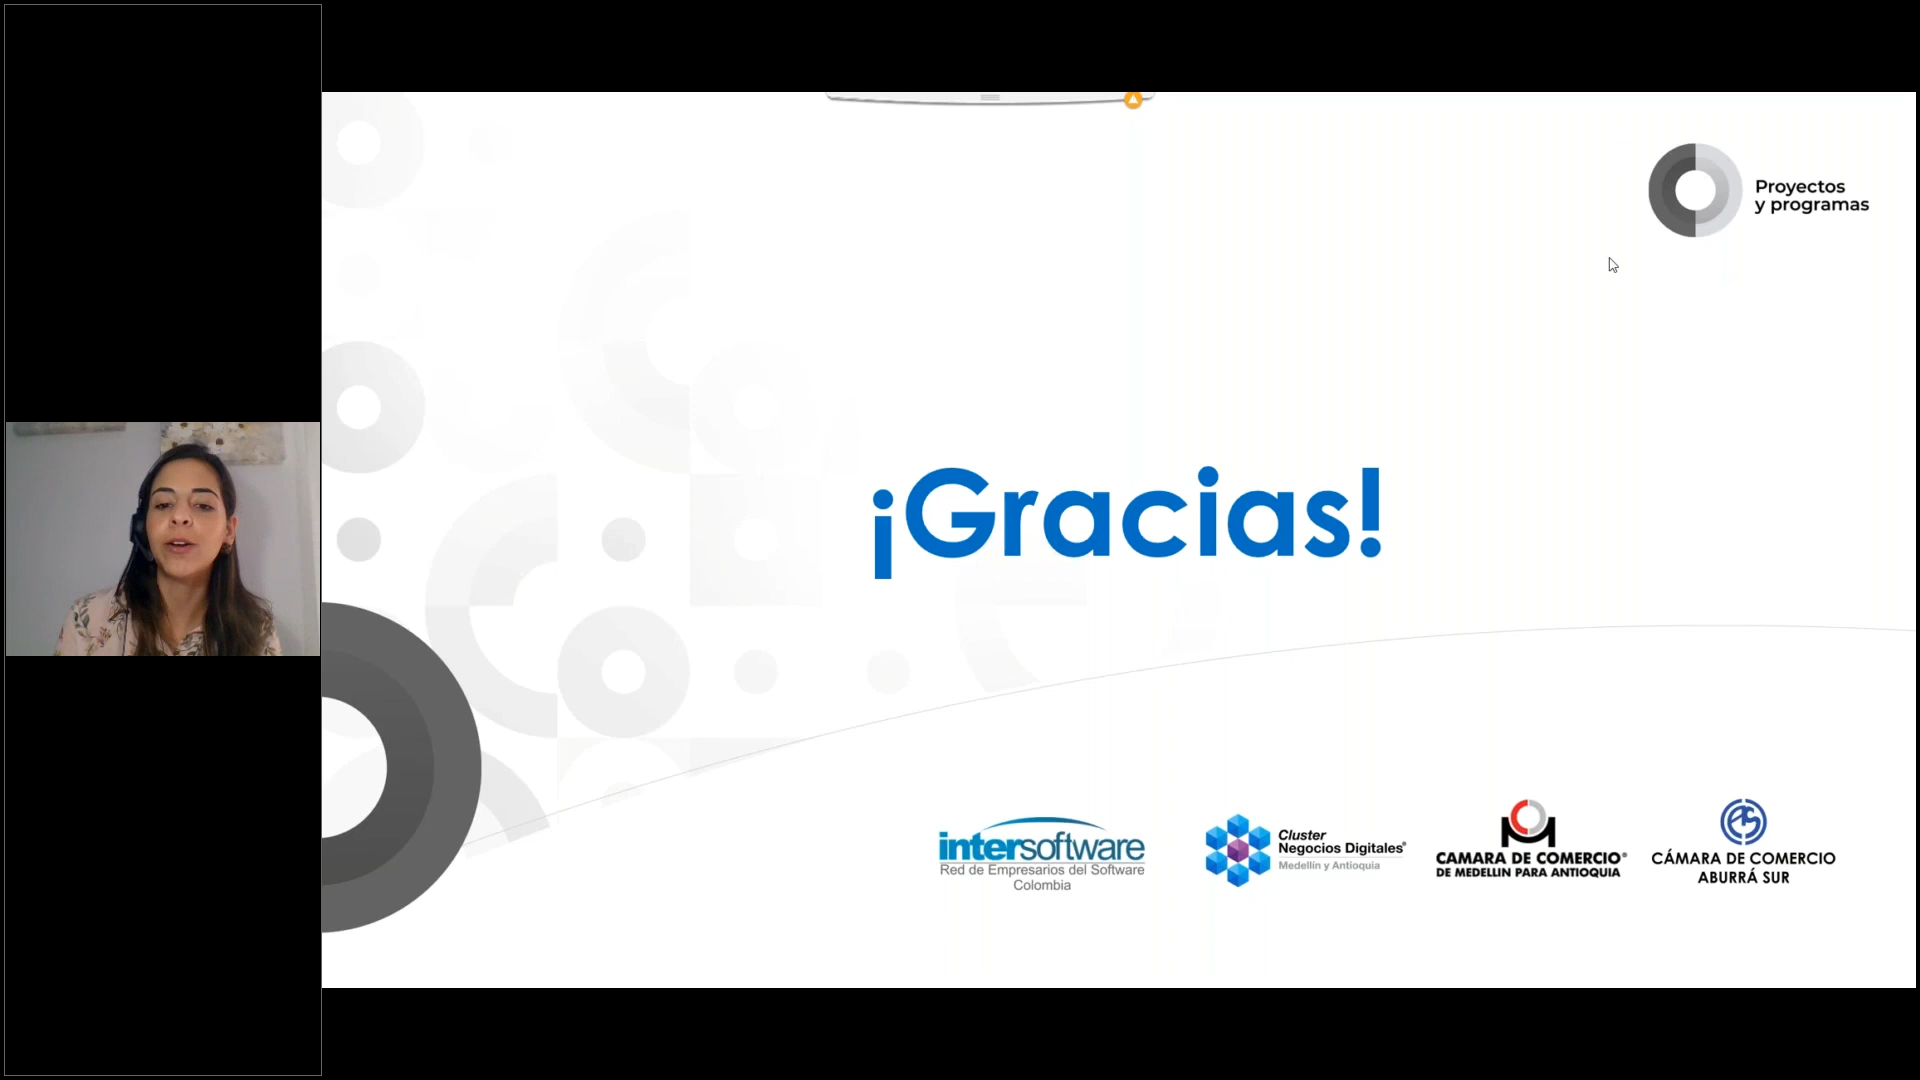 Proyectos
y programas
¡Gracias!
intersoftware
Red de Empresarios del Software
Colombia
Cluster
Negocios Digitales®
Medellín y Antioquia
CAMARA DE COMERCIO®
DE MEDELLIN PARA ANTIOQUIA
CÁMARA DE COMERCIO
ABURRÁ SUR